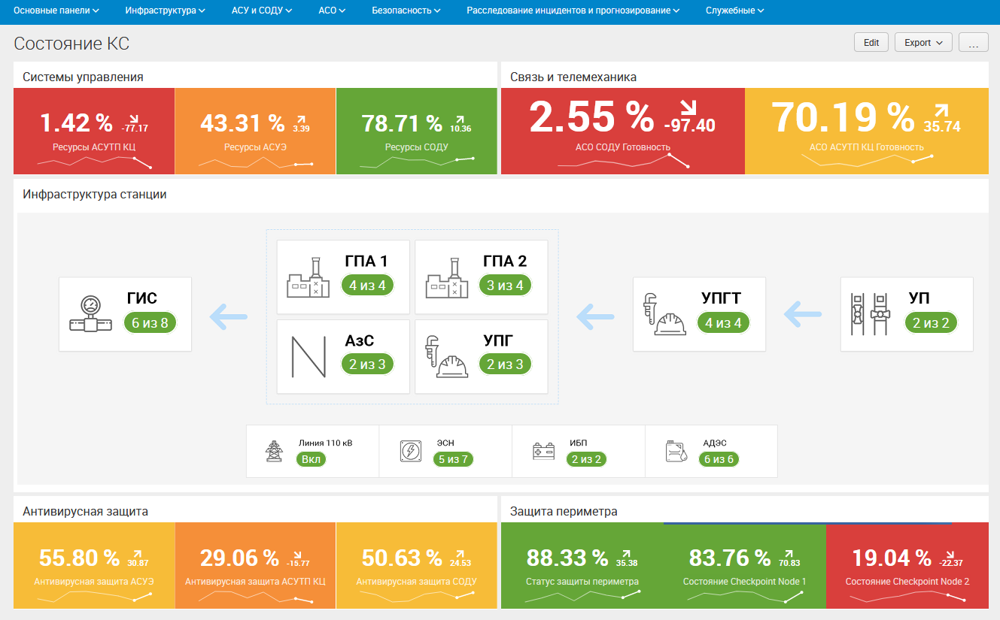 Основные панели Инфраструктура АСУ и СОДУ АСО Безопасность Расследование инцидентов и прогнозирование Служебные
Состояние КС
Edit Export ...
Системы управления
1.42 % -77.17
Ресурсы АСУТП КЦ
43.31 % 3.39
Ресурсы АСУЭ
78.71 % 10.36
Ресурсы СОДУ
Связь и телемеханика
2.55 % -97.40
АСО СОДУ Готовность
70.19 % 35.74
АСО АСУТП КЦ Готовность
Инфраструктура станции
ГИС
6 из 8
ГПА 1
4 из 4
ГПА 2
3 из 4
АзС
2 из 3
УПГ
2 из 3
УПГТ
4 из 4
УП
2 из 2
Линия 110 кВ
Вкл
ЭСН
5 из 7
ИБП
2 из 2
АДЭС
6 из 6
Антивирусная защита
55.80 % 30.87
Антивирусная защита АСУЭ
29.06 % -15.77
Антивирусная защита АСУТП КЦ
50.63 % 24.53
Антивирусная защита СОДУ
Защита периметра
88.33 % 35.38
Статус защиты периметра
83.76 % 70.83
Состояние Checkpoint Node 1
19.04 % -22.37
Состояние Checkpoint Node 2